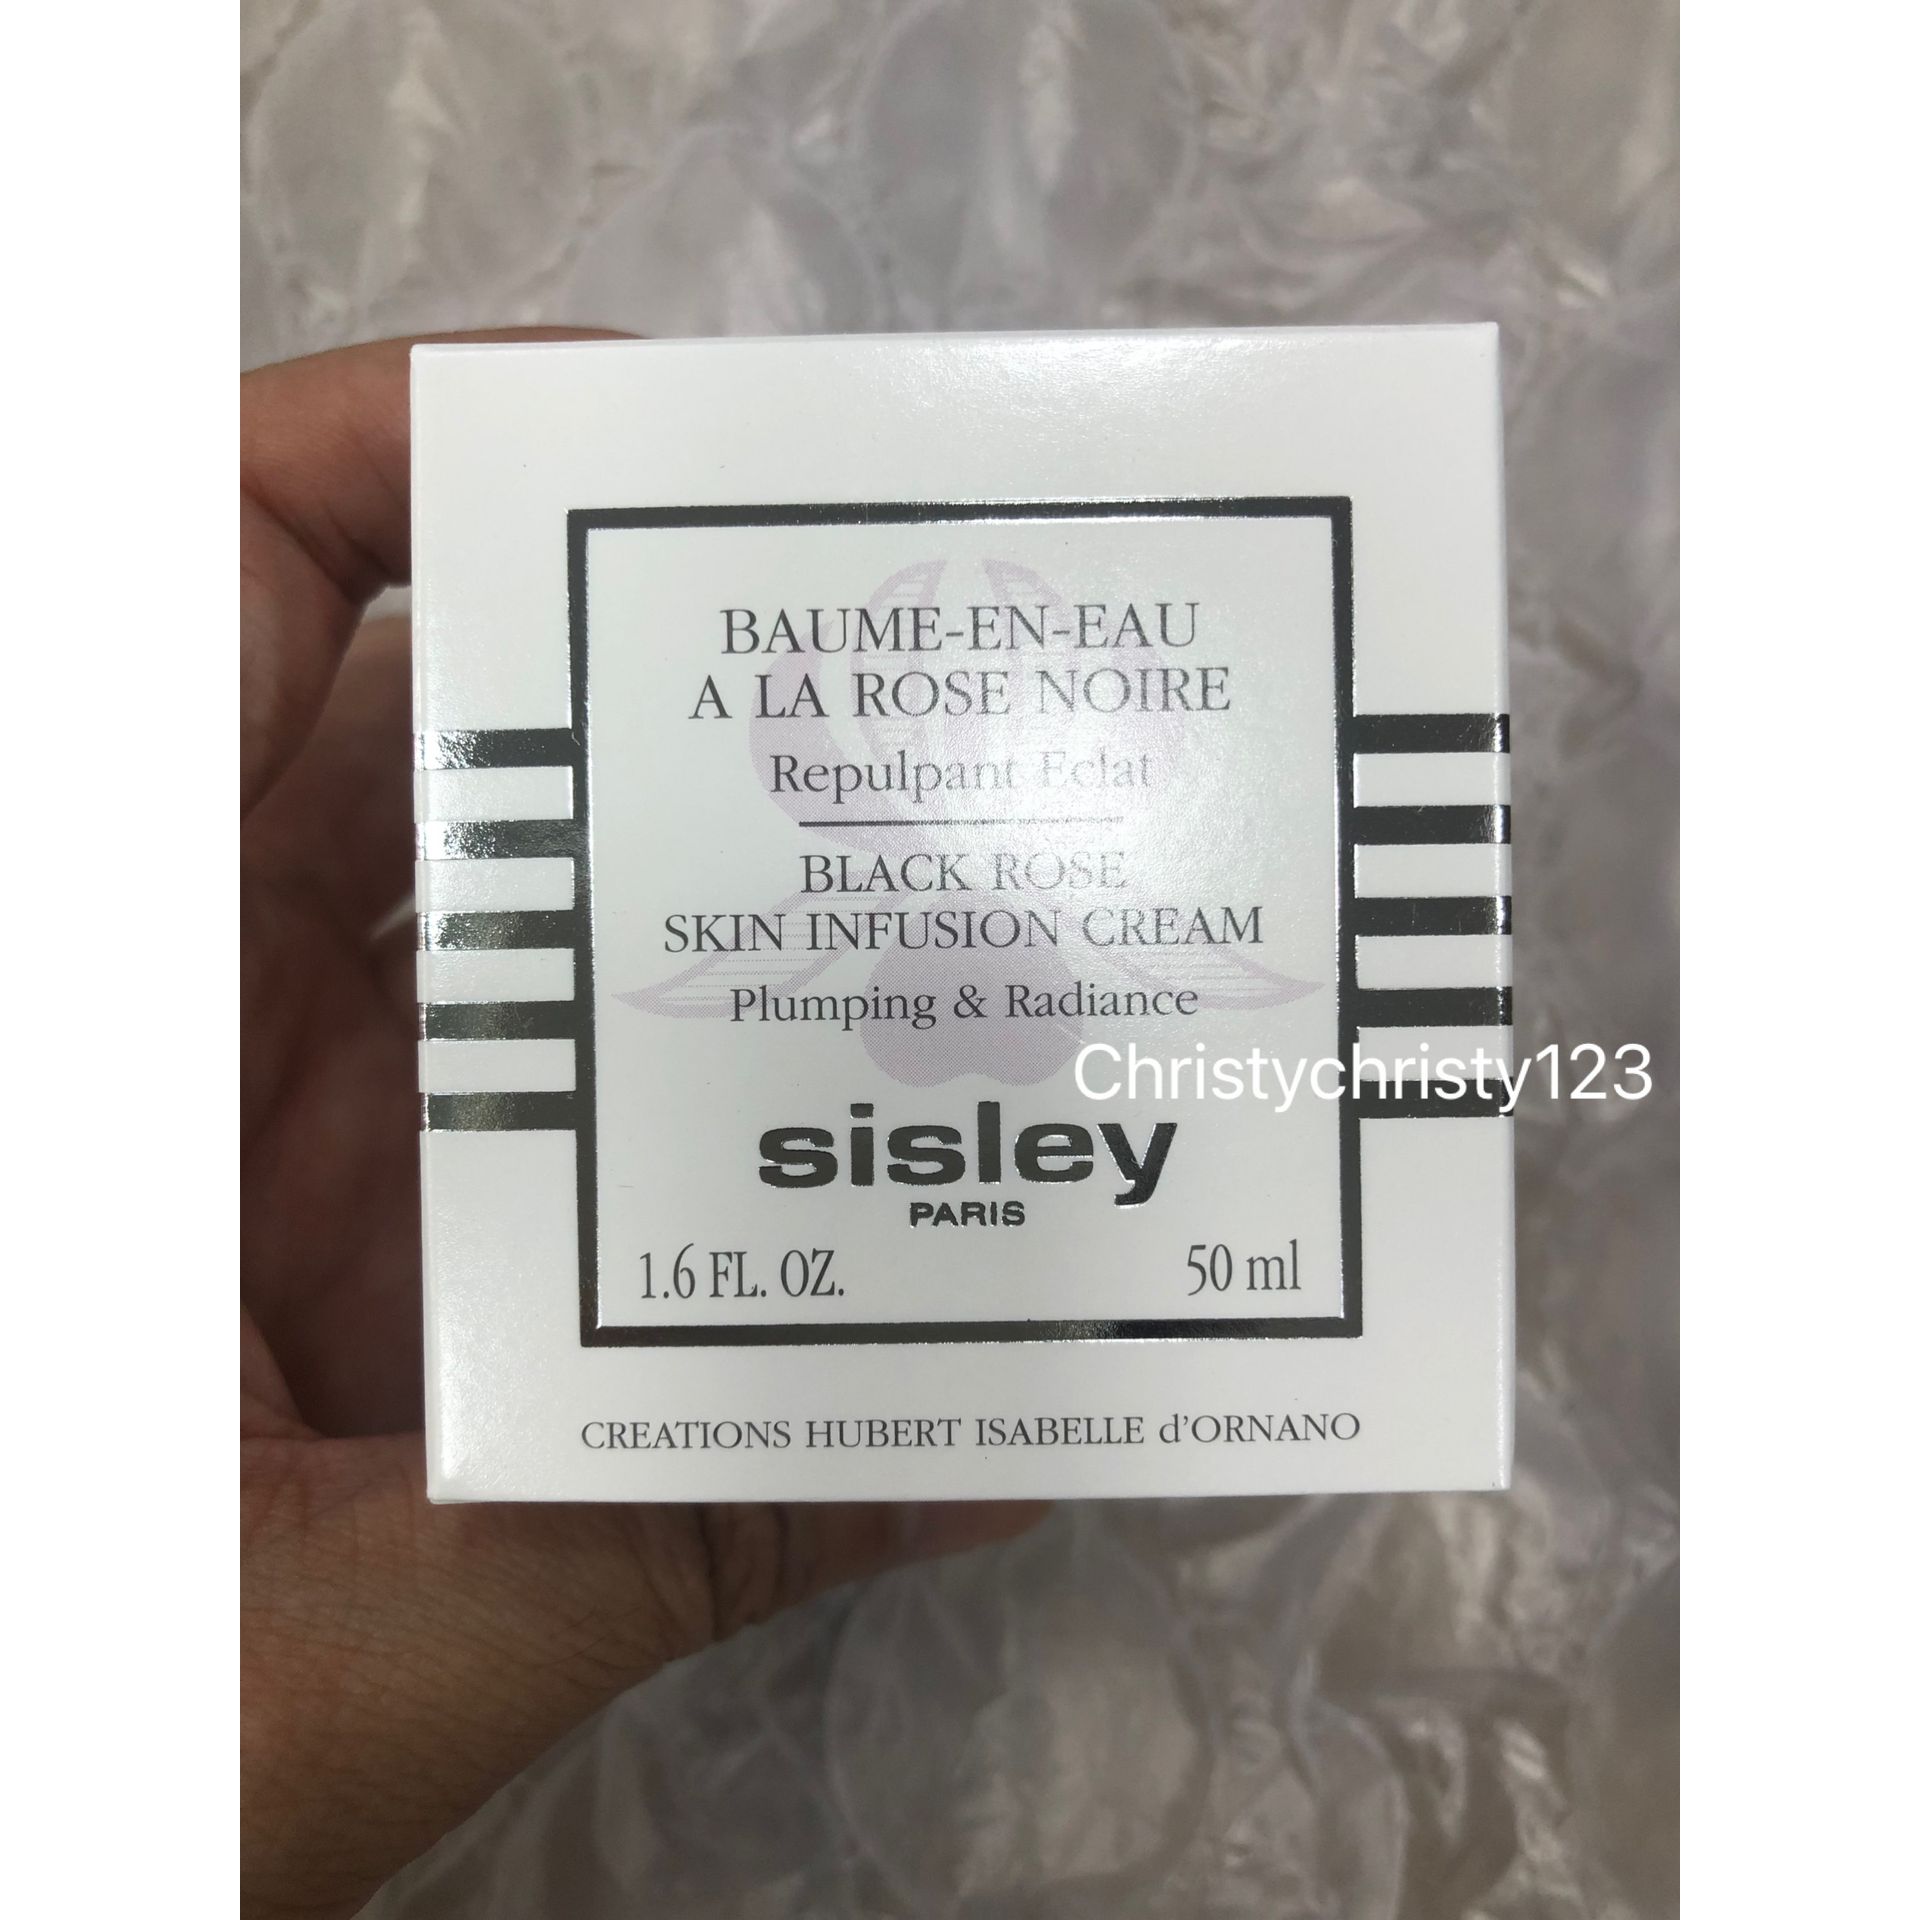 BAUME-EN-EAU
A LA ROSE NOIRE
Repulpant Eclat
BLACK ROSE
SKIN INFUSION CREAM
Plumping & Radiance
Christychristy123
sisley
PARIS
1.6 FL. OZ. 50 ml
CREATIONS HUBERT ISABELLE d'ORNANO